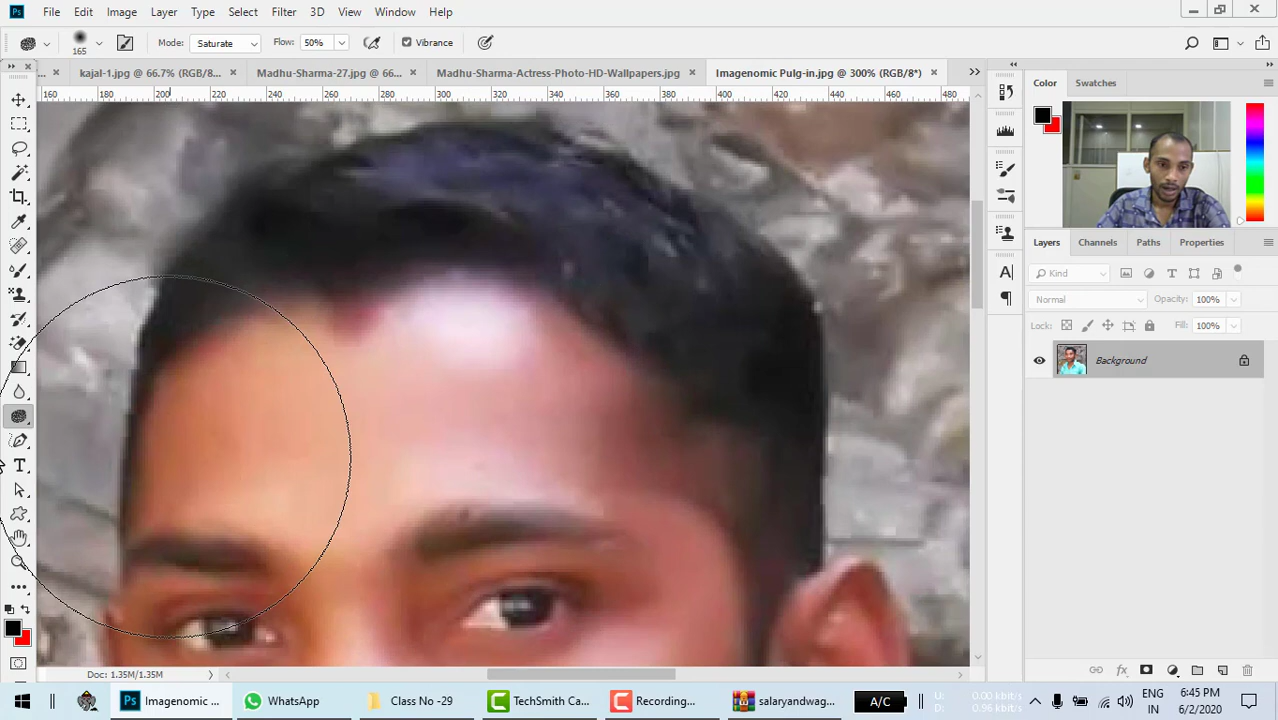 Ps File Edit Image Layer Type Select Filter 3D View Window Help
165 Mode: Saturate Flow: 50% Vibrance
... kajal-1.jpg @ 66.7% (RGB/8... Madhu-Sharma-27.jpg @ 66... Madhu-Sharma-Actress-Photo-HD-Wallpapers.jpg Imagenomic Pulg-in.jpg @ 300% (RGB/8*)
160 180 200 220 240 260 280 300 320 340 360 380 400 420 440 460 480
Color Swatches
Layers Channels Paths Properties
Kind
Normal Opacity: 100%
Lock: Fill: 100%
Background
Doc: 1.35M/1.35M
Ps Imagenomic ... WhatsApp Class No -29 TechSmith Ca... Recording... salaryandwag... A/C U: 0.00 kbit/s D: 0.96 kbit/s ENG IN 6:45 PM 6/2/2020